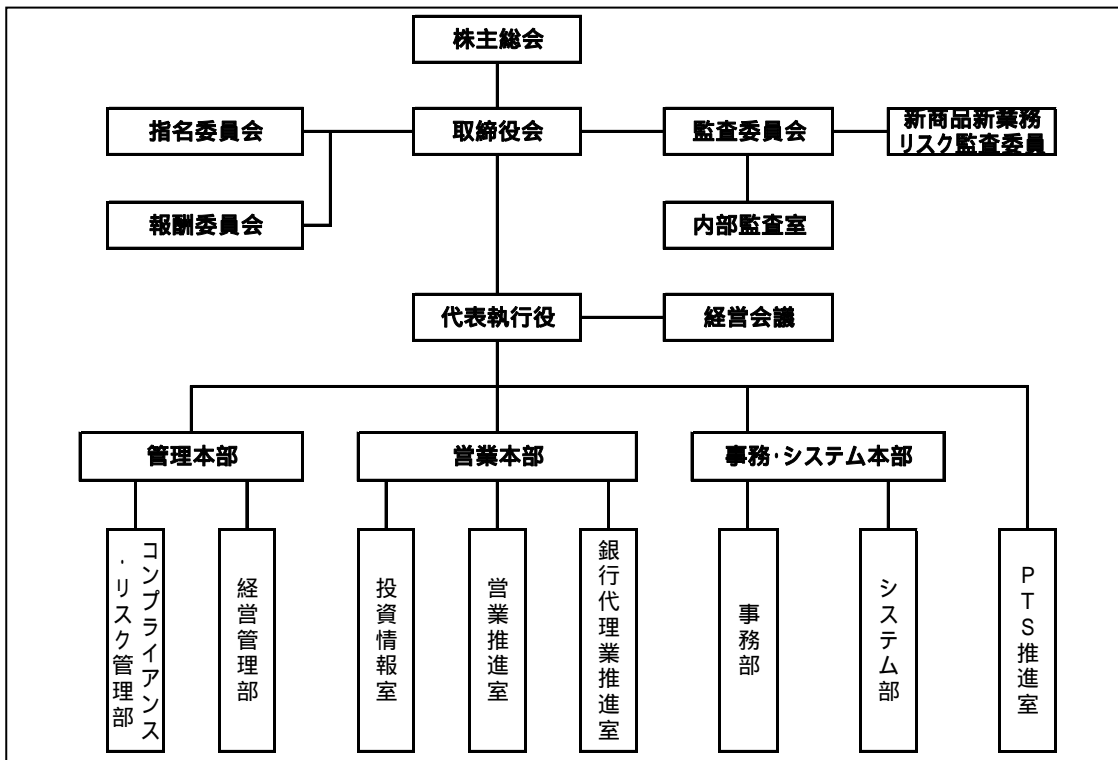 株主総会
指名委員会
取締役会
監査委員会
新商品新業務
リスク監査委員
報酬委員会
内部監査室
代表執行役
経営会議
管理本部
営業本部
事務・システム本部
コンプライアンス
・リスク管理部
経営管理部
投資情報室
営業推進室
銀行代理業推進室
事務部
システム部
PTS推進室